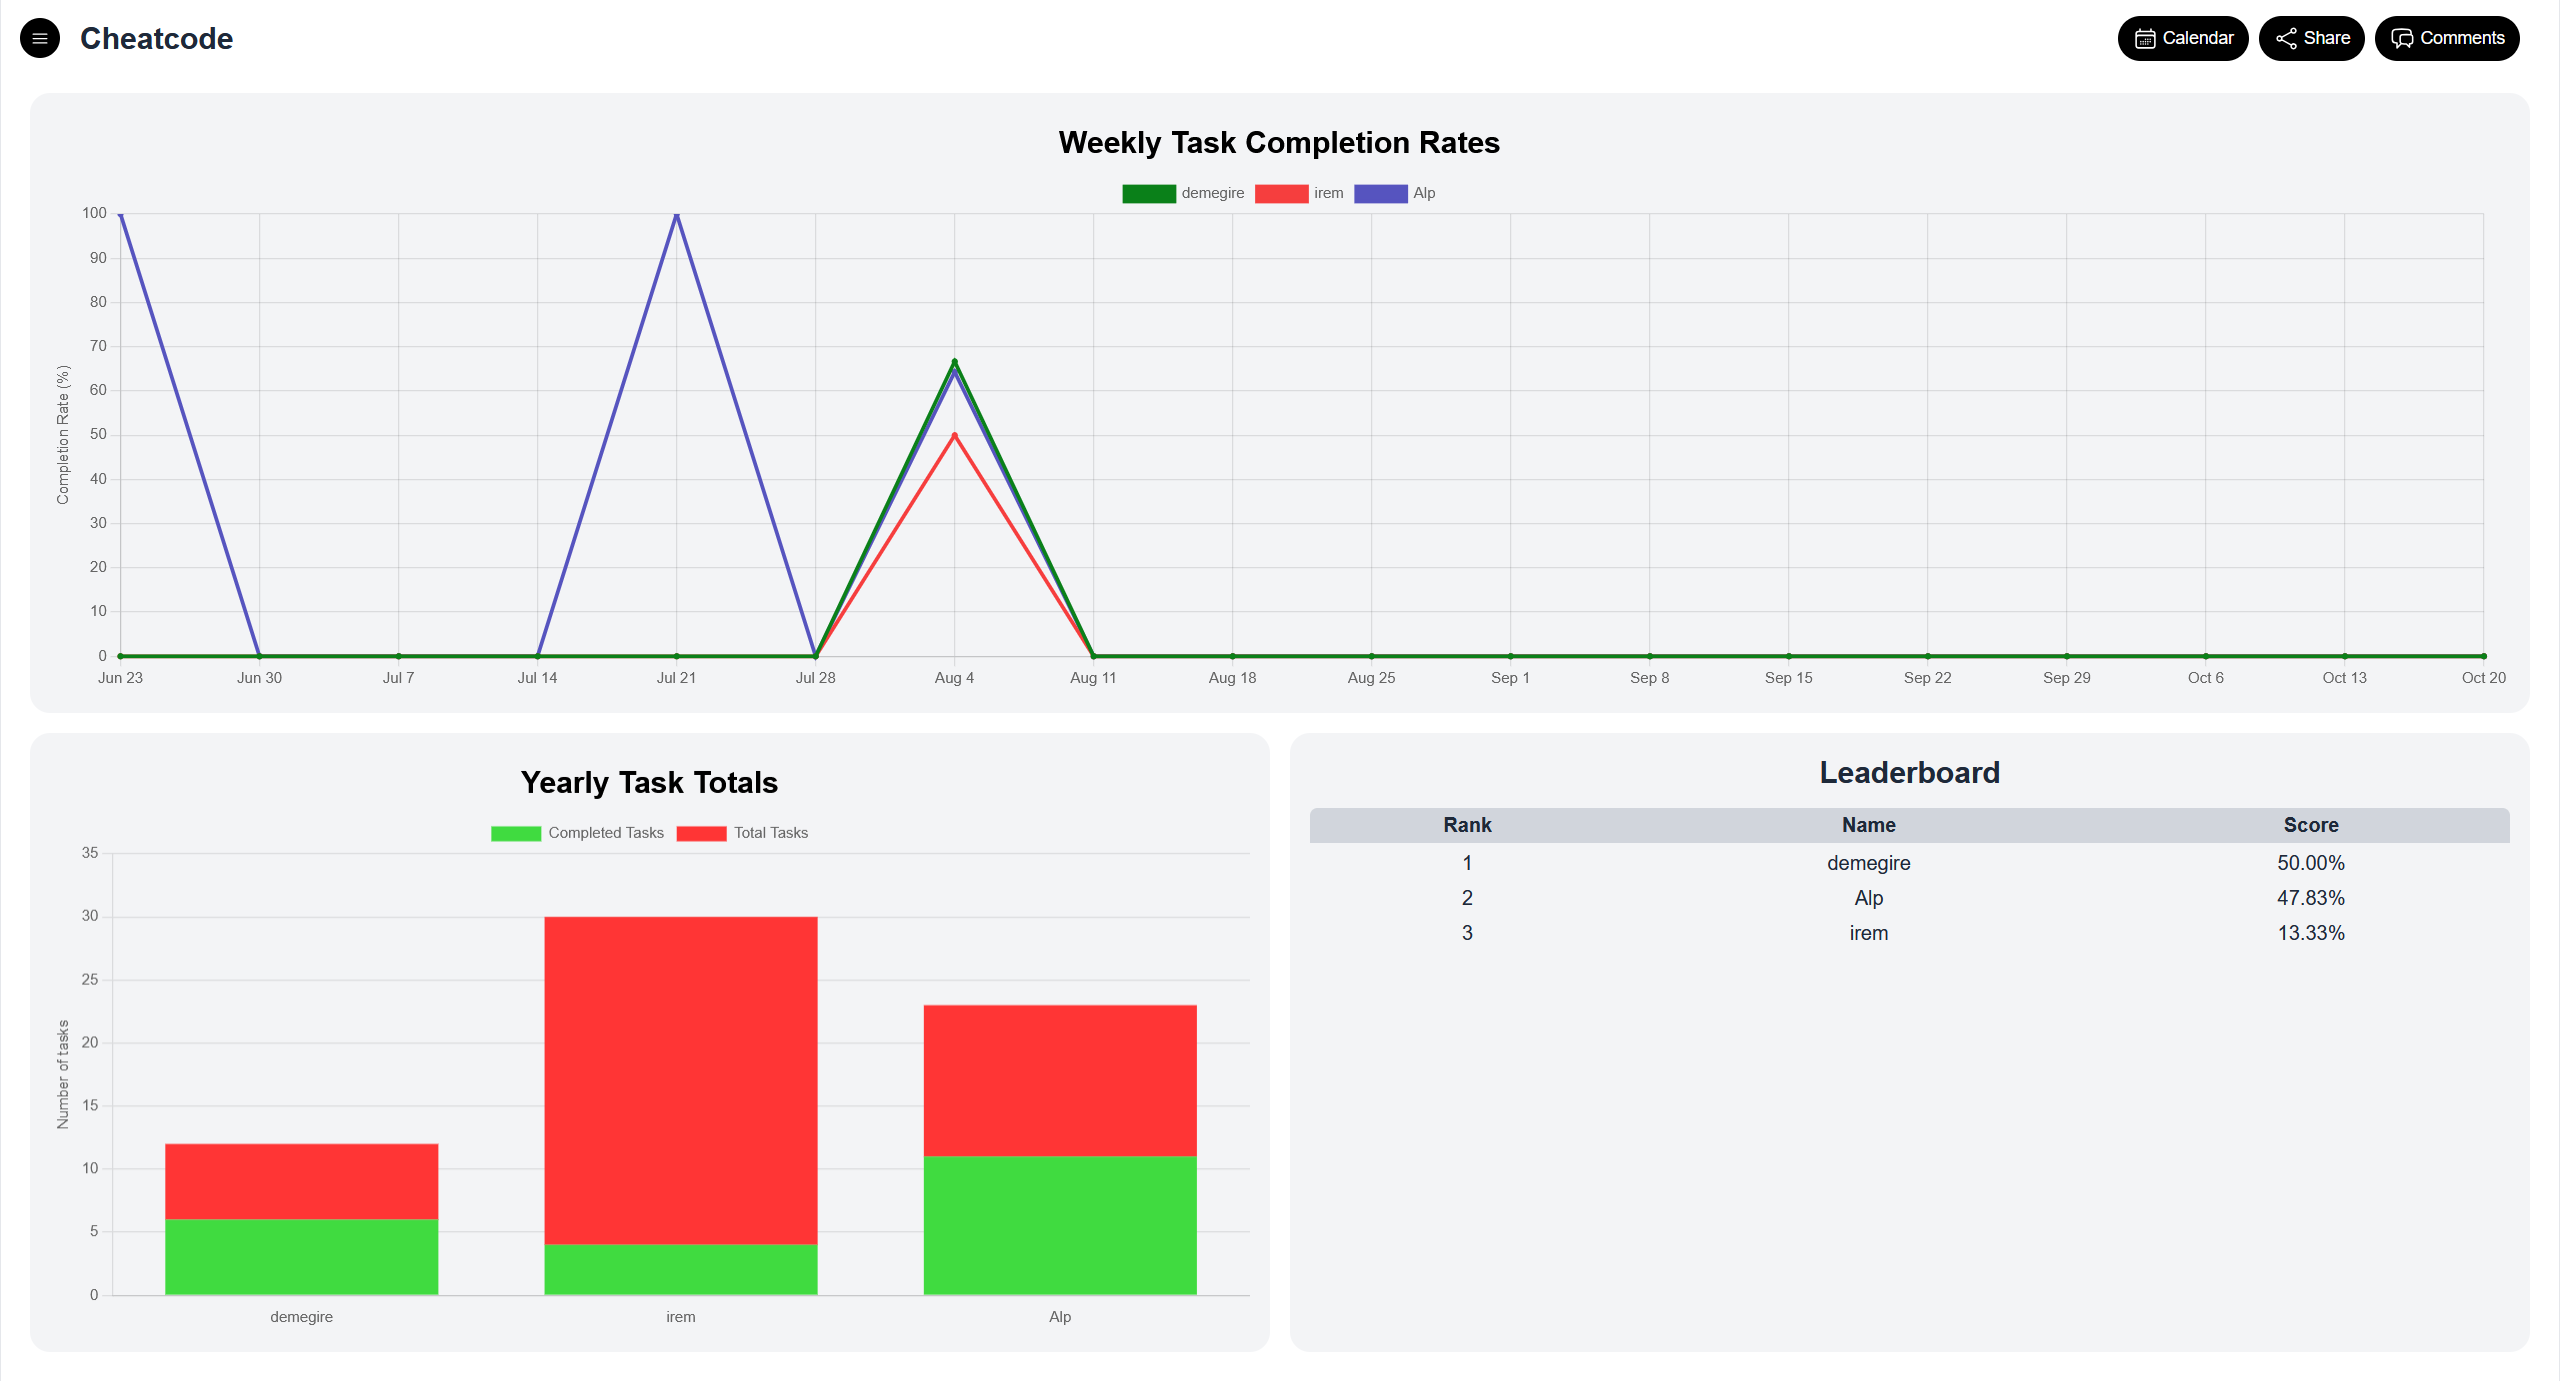 Cheatcode
Calendar
Share
Comments
Weekly Task Completion Rates
demegire irem Alp
Completion Rate (%)
100
90
80
70
60
50
40
30
20
10
0
Jun 23 Jun 30 Jul 7 Jul 14 Jul 21 Jul 28 Aug 4 Aug 11 Aug 18 Aug 25 Sep 1 Sep 8 Sep 15 Sep 22 Sep 29 Oct 6 Oct 13 Oct 20
Yearly Task Totals
Completed Tasks Total Tasks
Number of tasks
35
30
25
20
15
10
5
0
demegire irem Alp
Leaderboard
Rank Name Score
1 demegire 50.00%
2 Alp 47.83%
3 irem 13.33%